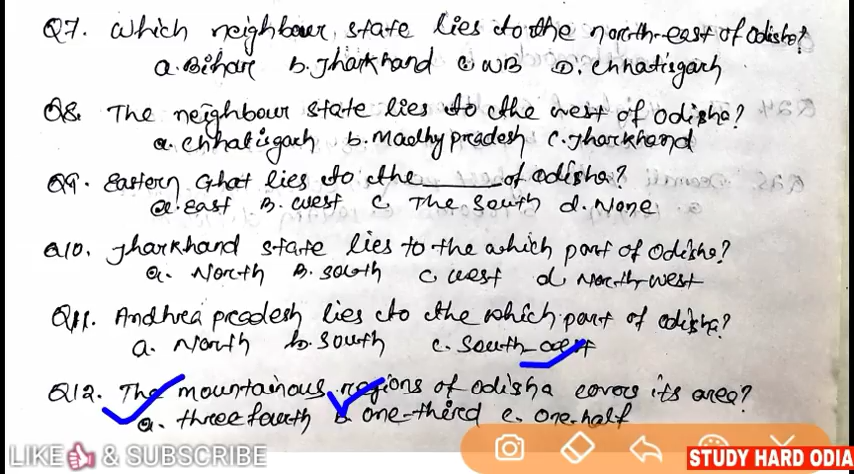 Q7. Which neighbour state lies to the north-east of Odisha?
a. Bihar b. Jharkhand c. WB D. Chhatisgarh
Q8. The neighbour state lies to the west of Odisha?
a. Chhatisgarh b. Madhy pradesh c. Jharkhand
Q9. Eastern Ghat lies to the ______ of Odisha?
a. east B. west c. The South d. None
Q10. Jharkhand state lies to the which part of Odisha?
a. North B. south c. west d. North-west
Q11. Andhra pradesh lies to the which part of Odisha?
a. North b. South c. South-
Q12. The mountainous regions of Odisha covers its area?
a. three fourth b. one-third c. one-half
LIKE & SUBSCRIBE
STUDY HARD ODIA